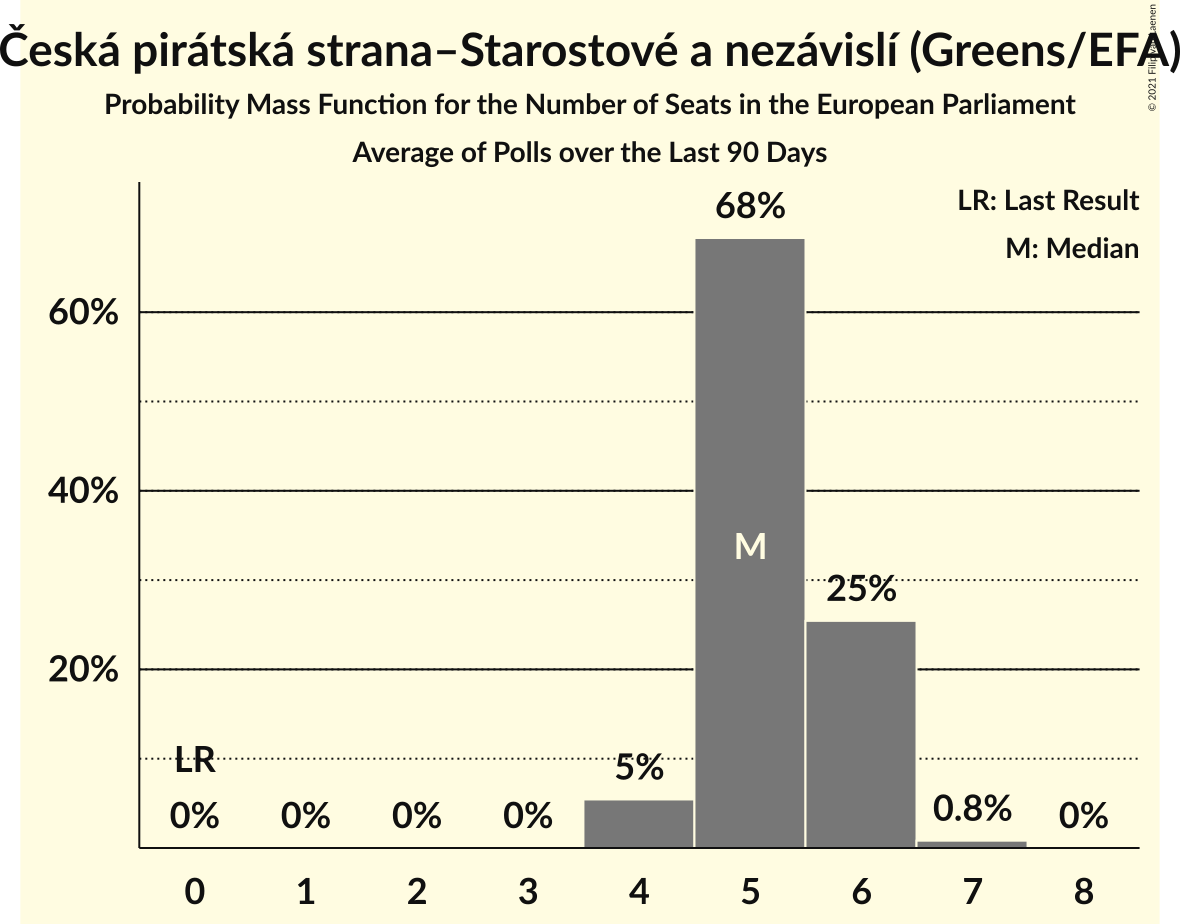 Česká pirátská strana–Starostové a nezávislí (Greens/EFA)
Probability Mass Function for the Number of Seats in the European Parliament
Average of Polls over the Last 90 Days
© 2021 Filip
LR: Last Result
M: Median
68%
60%
40%
M
25%
20%
LR
5%
0% 0% 0% 0% 0.8% 0%
0 1 2 3 4 5 6 7 8